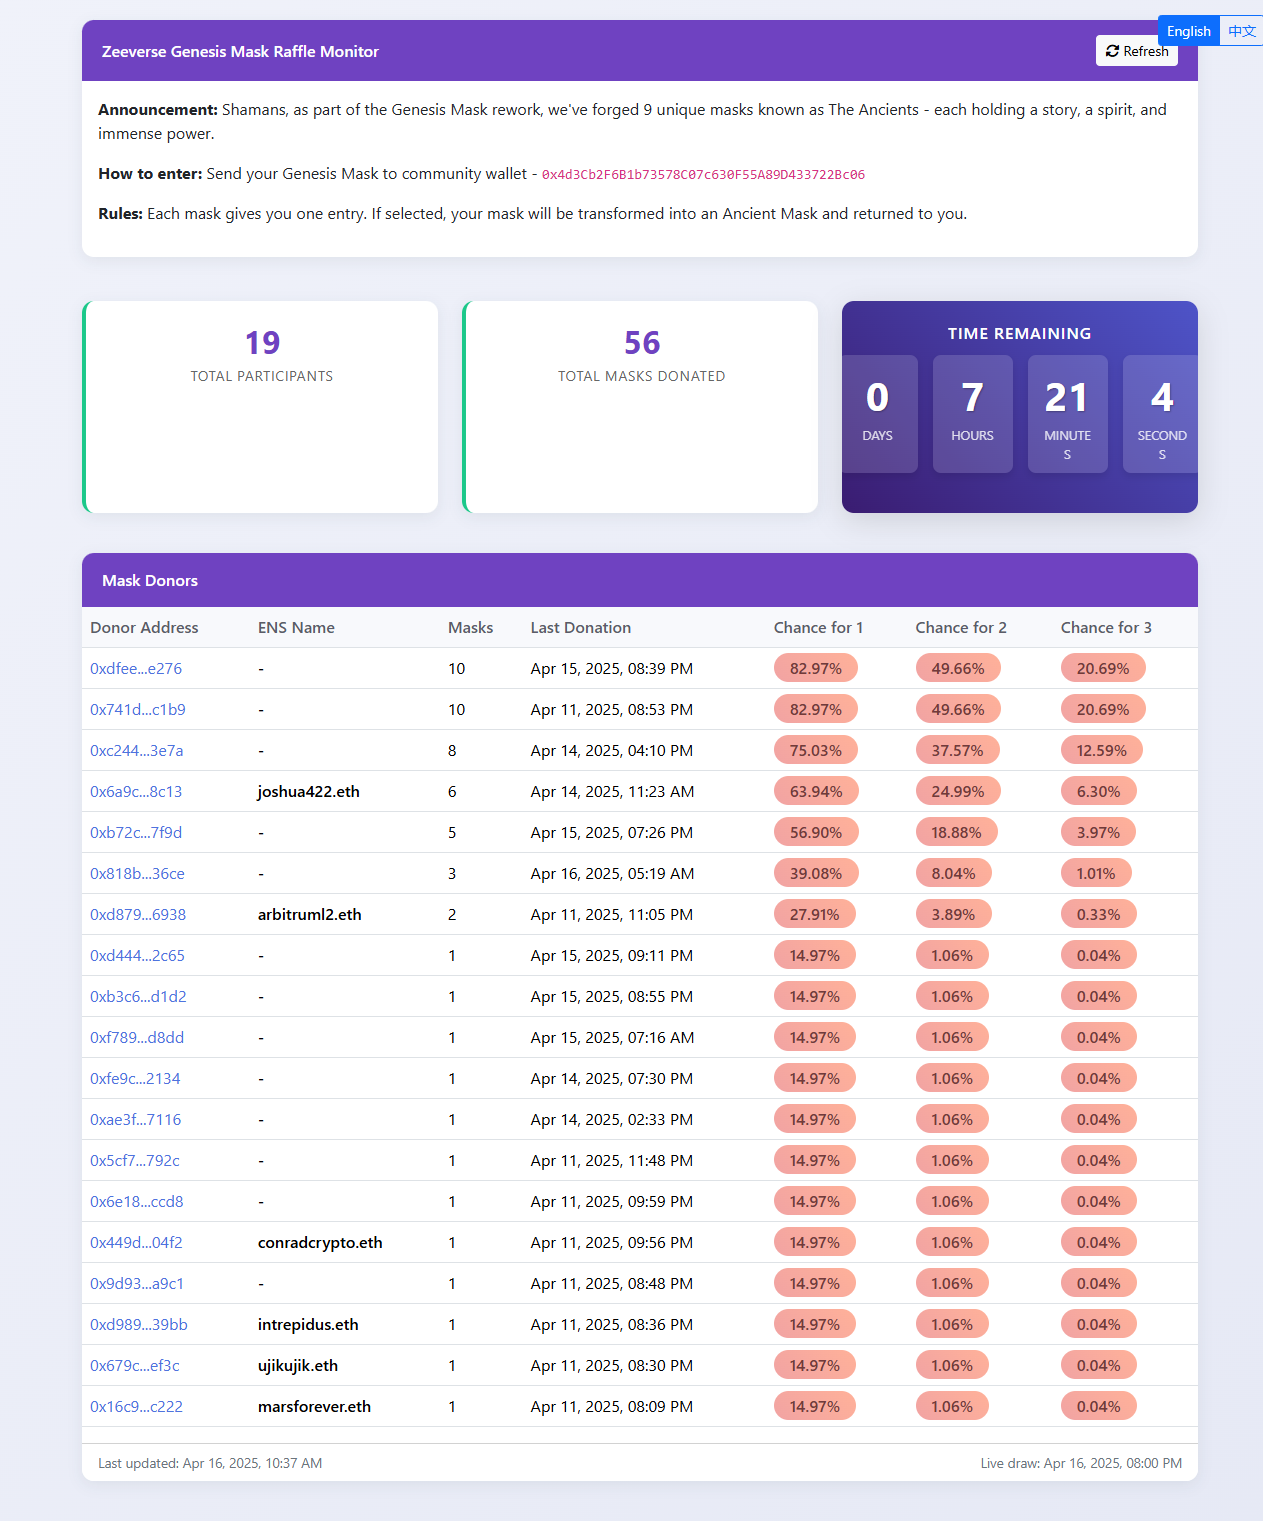 Zeeverse Genesis Mask Raffle Monitor
Refresh
English
中文
Announcement: Shamans, as part of the Genesis Mask rework, we've forged 9 unique masks known as The Ancients - each holding a story, a spirit, and
immense power.
How to enter: Send your Genesis Mask to community wallet - 0x4d3Cb2F6B1b73578C07c630F55A89D433722Bc06
Rules: Each mask gives you one entry. If selected, your mask will be transformed into an Ancient Mask and returned to you.
19
TOTAL PARTICIPANTS
56
TOTAL MASKS DONATED
TIME REMAINING
0 7 21 4
DAYS HOURS MINUTE SECOND
S S
Mask Donors
Donor Address ENS Name Masks Last Donation Chance for 1 Chance for 2 Chance for 3
0xdfee...e276 - 10 Apr 15, 2025, 08:39 PM 82.97% 49.66% 20.69%
0x741d...c1b9 - 10 Apr 11, 2025, 08:53 PM 82.97% 49.66% 20.69%
0xc244...3e7a - 8 Apr 14, 2025, 04:10 PM 75.03% 37.57% 12.59%
0x6a9c...8c13 joshua422.eth 6 Apr 14, 2025, 11:23 AM 63.94% 24.99% 6.30%
0xb72c...7f9d - 5 Apr 15, 2025, 07:26 PM 56.90% 18.88% 3.97%
0x818b...36ce - 3 Apr 16, 2025, 05:19 AM 39.08% 8.04% 1.01%
0xd879...6938 arbitruml2.eth 2 Apr 11, 2025, 11:05 PM 27.91% 3.89% 0.33%
0xd444...2c65 - 1 Apr 15, 2025, 09:11 PM 14.97% 1.06% 0.04%
0xb3c6...d1d2 - 1 Apr 15, 2025, 08:55 PM 14.97% 1.06% 0.04%
0xf789...d8dd - 1 Apr 15, 2025, 07:16 AM 14.97% 1.06% 0.04%
0xfe9c...2134 - 1 Apr 14, 2025, 07:30 PM 14.97% 1.06% 0.04%
0xae3f...7116 - 1 Apr 14, 2025, 02:33 PM 14.97% 1.06% 0.04%
0x5cf7...792c - 1 Apr 11, 2025, 11:48 PM 14.97% 1.06% 0.04%
0x6e18...ccd8 - 1 Apr 11, 2025, 09:59 PM 14.97% 1.06% 0.04%
0x449d...04f2 conradcrypto.eth 1 Apr 11, 2025, 09:56 PM 14.97% 1.06% 0.04%
0x9d93...a9c1 - 1 Apr 11, 2025, 08:48 PM 14.97% 1.06% 0.04%
0xd989...39bb intrepidus.eth 1 Apr 11, 2025, 08:36 PM 14.97% 1.06% 0.04%
0x679c...ef3c ujikujik.eth 1 Apr 11, 2025, 08:30 PM 14.97% 1.06% 0.04%
0x16c9...c222 marsforever.eth 1 Apr 11, 2025, 08:09 PM 14.97% 1.06% 0.04%
Last updated: Apr 16, 2025, 10:37 AM Live draw: Apr 16, 2025, 08:00 PM